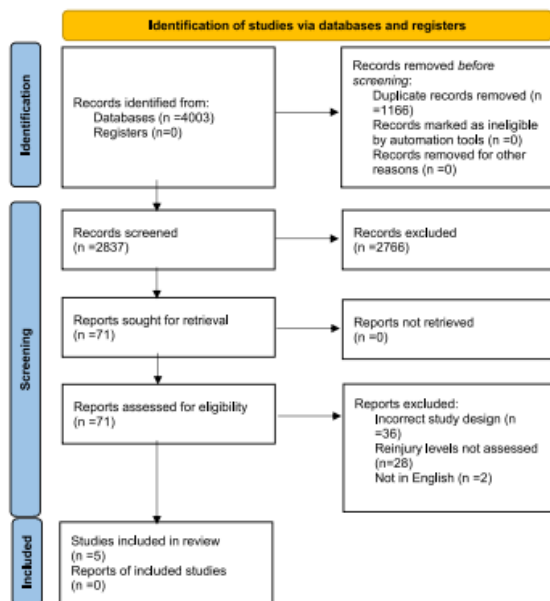 Identification of studies via databases and registers
Identification
Records identified from:
Databases (n =4003)
Registers (n=0)
Records removed before
screening:
Duplicate records removed (n
=1166)
Records marked as ineligible
by automation tools (n =0)
Records removed for other
reasons (n =0)
Screening
Records screened
(n =2837)
Records excluded
(n =2766)
Reports sought for retrieval
(n =71)
Reports not retrieved
(n =0)
Reports assessed for eligibility
(n =71)
Reports excluded:
Incorrect study design (n
=36)
Reinjury levels not assessed
(n=28)
Not in English (n =2)
Included
Studies included in review
(n =5)
Reports of included studies
(n =0)